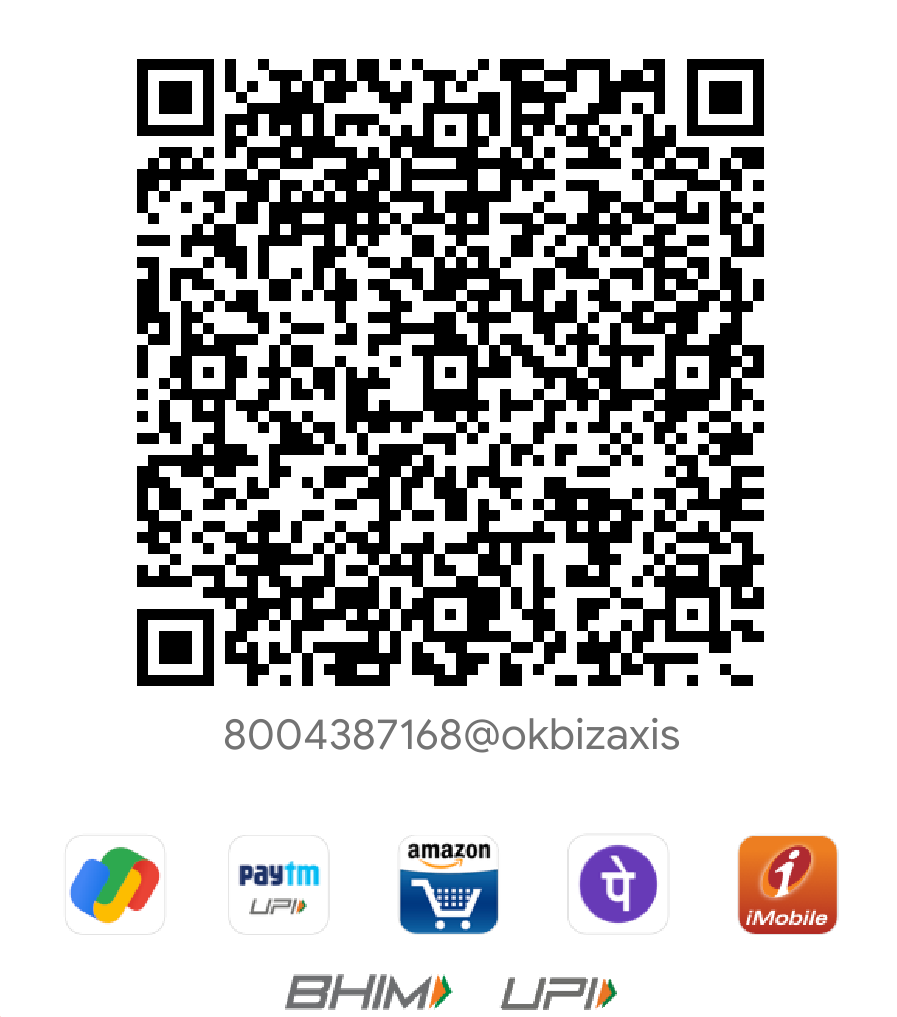 8004387168@okbizaxis
paytm
UPI
amazon
पे
i
iMobile
BHIM UPI